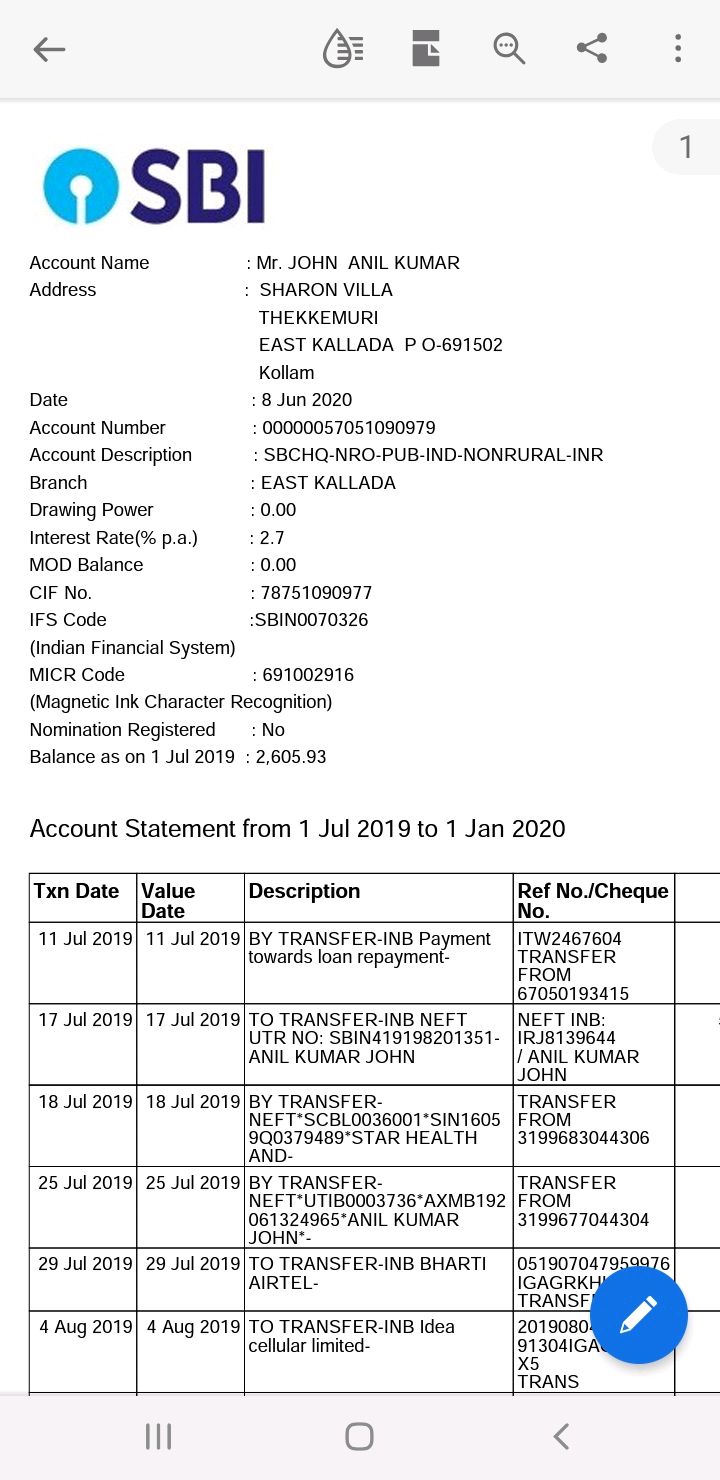 1
SBI
Account Name : Mr. JOHN ANIL KUMAR
Address : SHARON VILLA
THEKKEMURI
EAST KALLADA P O-691502
Kollam
Date : 8 Jun 2020
Account Number : 00000057051090979
Account Description : SBCHQ-NRO-PUB-IND-NONRURAL-INR
Branch : EAST KALLADA
Drawing Power : 0.00
Interest Rate(% p.a.) : 2.7
MOD Balance : 0.00
CIF No. : 78751090977
IFS Code :SBIN0070326
(Indian Financial System)
MICR Code : 691002916
(Magnetic Ink Character Recognition)
Nomination Registered : No
Balance as on 1 Jul 2019 : 2,605.93
Account Statement from 1 Jul 2019 to 1 Jan 2020
Txn Date Value Description Ref No./Cheque
Date No.
11 Jul 2019 11 Jul 2019 BY TRANSFER-INB Payment ITW2467604
towards loan repayment- TRANSFER
FROM
67050193415
17 Jul 2019 17 Jul 2019 TO TRANSFER-INB NEFT NEFT INB:
UTR NO: SBIN419198201351- IRJ8139644
ANIL KUMAR JOHN / ANIL KUMAR
JOHN
18 Jul 2019 18 Jul 2019 BY TRANSFER- TRANSFER
NEFT*SCBL0036001*SIN1605 FROM
9Q0379489*STAR HEALTH 3199683044306
AND-
25 Jul 2019 25 Jul 2019 BY TRANSFER- TRANSFER
NEFT*UTIB0003736*AXMB192 FROM
061324965*ANIL KUMAR 3199677044304
JOHN*-
29 Jul 2019 29 Jul 2019 TO TRANSFER-INB BHARTI 051907047959976
AIRTEL-
4 Aug 2019 4 Aug 2019 TO TRANSFER-INB Idea
cellular limited-
X5
TRANS